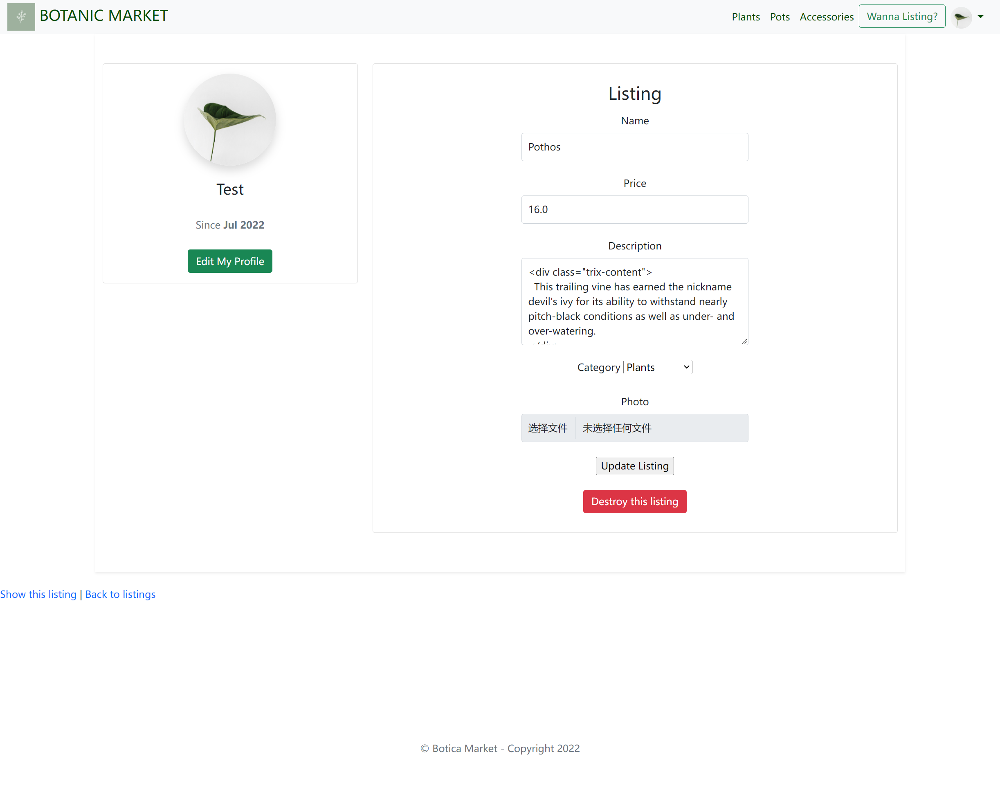 BOTANIC MARKET
Plants
Pots
Accessories
Wanna Listing?
Test
Since Jul 2022
Edit My Profile
Listing
Name
Pothos
Price
16.0
Description
<div class="trix-content">
This trailing vine has earned the nickname
devil's ivy for its ability to withstand nearly
pitch-black conditions as well as under- and
over-watering.
</div>
Category Plants
Photo
选择文件 未选择任何文件
Update Listing
Destroy this listing
Show this listing | Back to listings
© Botica Market - Copyright 2022